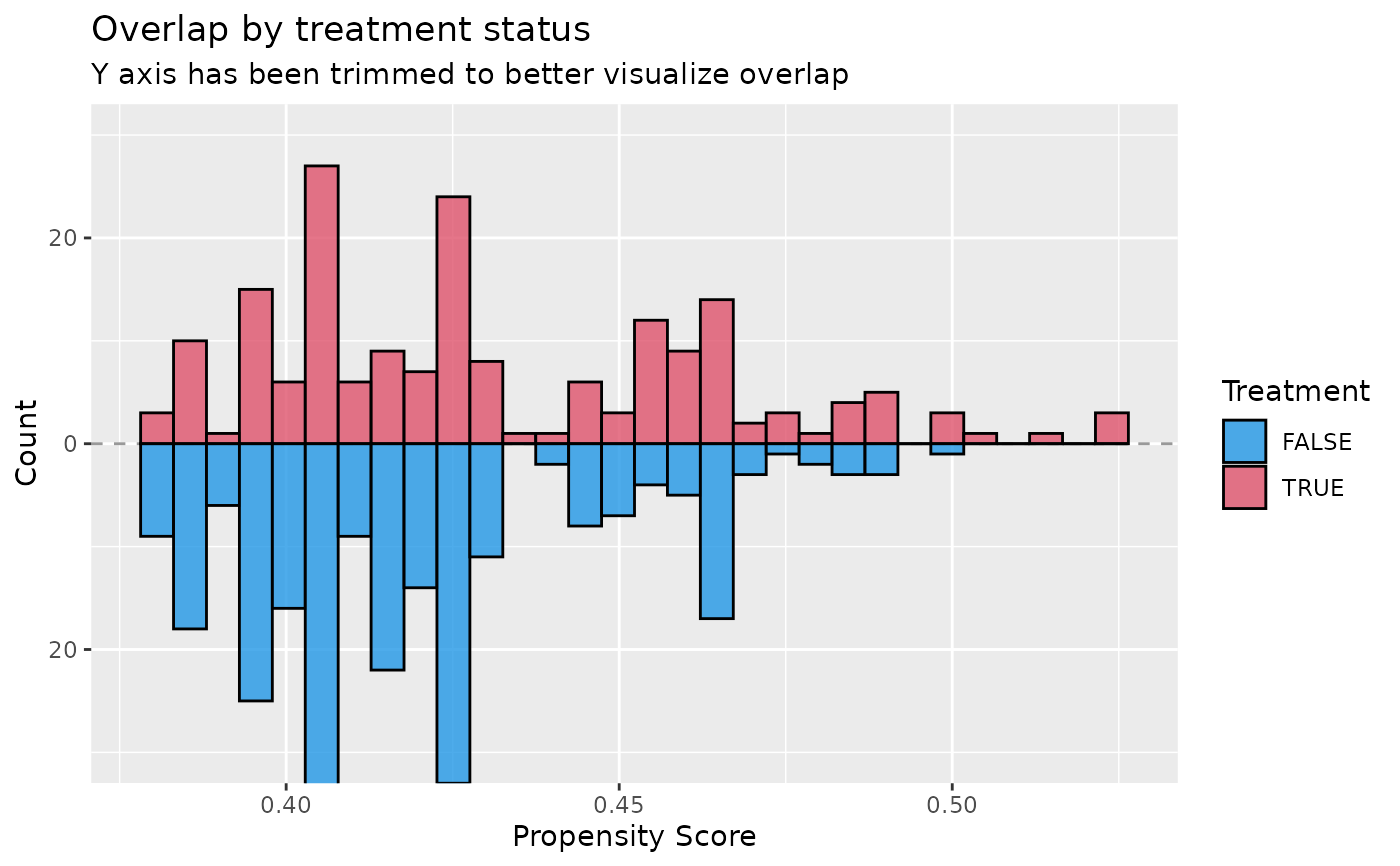 Overlap by treatment status
Y axis has been trimmed to better visualize overlap
20
0
20
Count
0.40
0.45
0.50
Propensity Score
Treatment
FALSE
TRUE